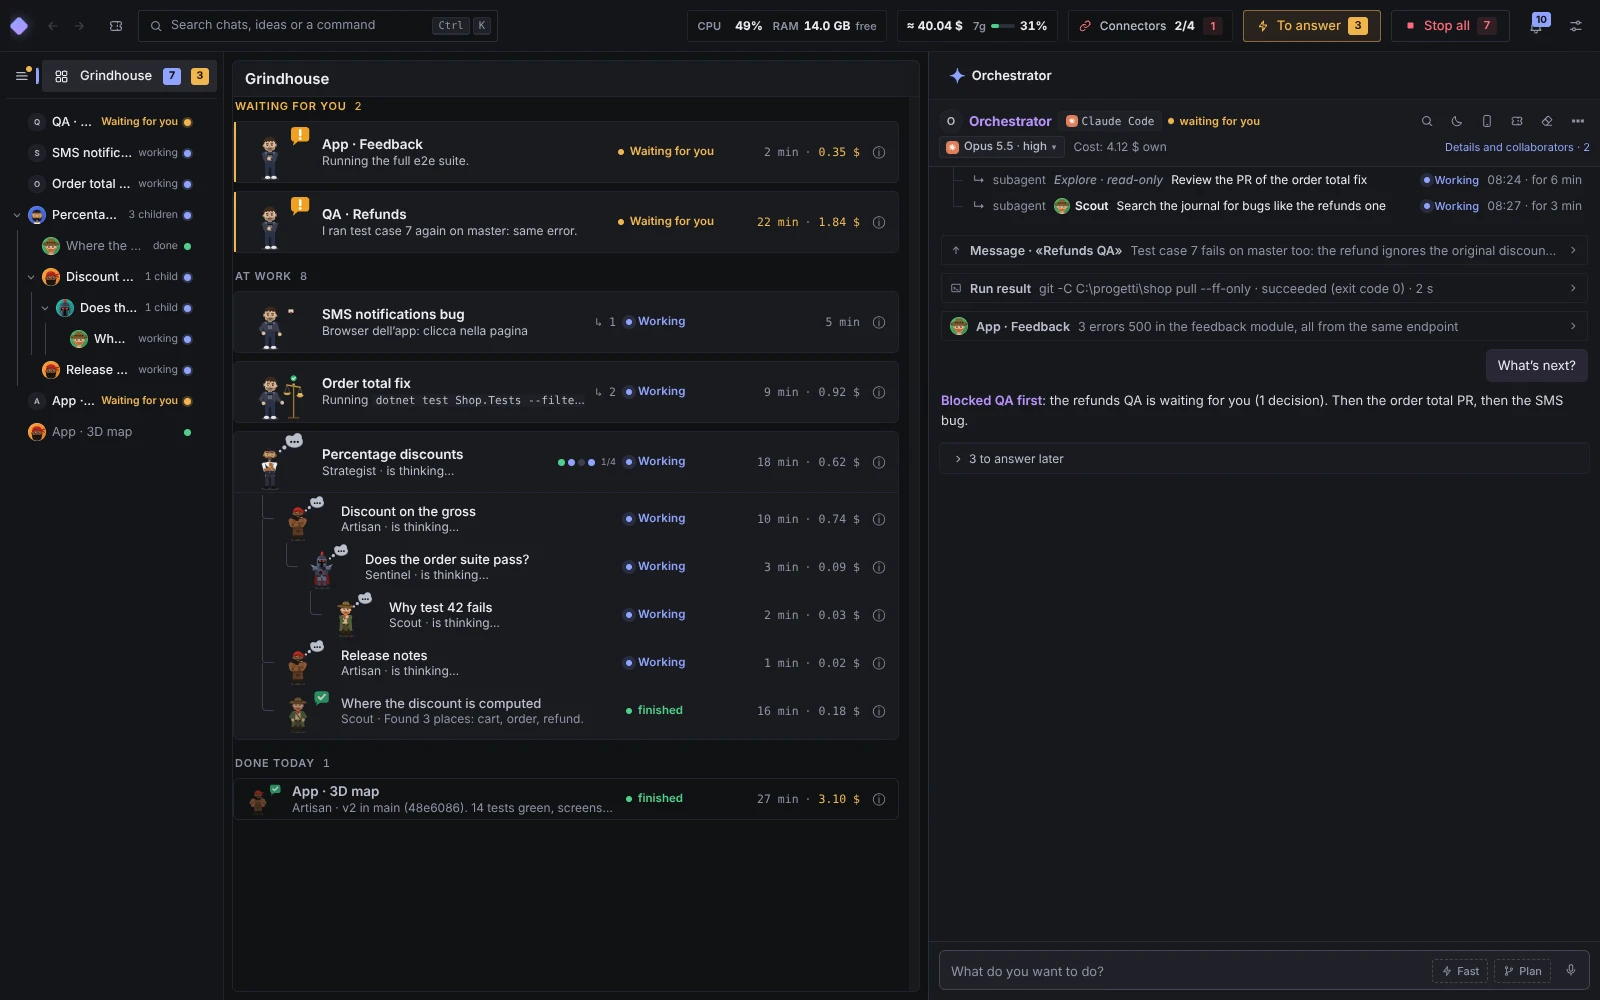 Search chats, ideas or a command Ctrl K
CPU 49% RAM 14.0 GB free
≈ 40.04 $ 7g 31%
Connectors 2/4 1
To answer 3
Stop all 7
10
Grindhouse 7 3
Q QA · ... Waiting for you
S SMS notific... working
O Order total ... working
Percenta... 3 children
Where the ... done
Discount ... 1 child
Does th... 1 child
Wh... working
Release ... working
A App ·... Waiting for you
App · 3D map
Grindhouse
WAITING FOR YOU 2
App · Feedback
Running the full e2e suite.
Waiting for you 2 min · 0.35 $
QA · Refunds
I ran test case 7 again on master: same error.
Waiting for you 22 min · 1.84 $
AT WORK 8
SMS notifications bug
Browser dell'app: clicca nella pagina
↳ 1 Working 5 min
Order total fix
Running dotnet test Shop.Tests --filte...
↳ 2 Working 9 min · 0.92 $
Percentage discounts
Strategist · is thinking...
1/4 Working 18 min · 0.62 $
Discount on the gross
Artisan · is thinking...
Working 10 min · 0.74 $
Does the order suite pass?
Sentinel · is thinking...
Working 3 min · 0.09 $
Why test 42 fails
Scout · is thinking...
Working 2 min · 0.03 $
Release notes
Artisan · is thinking...
Working 1 min · 0.02 $
Where the discount is computed
Scout · Found 3 places: cart, order, refund.
finished 16 min · 0.18 $
DONE TODAY 1
App · 3D map
Artisan · v2 in main (48e6086). 14 tests green, screens...
finished 27 min · 3.10 $
Orchestrator
O Orchestrator Claude Code waiting for you
Opus 5.5 · high Cost: 4.12 $ own
Details and collaborators · 2
↳ subagent Explore · read-only Review the PR of the order total fix Working 08:24 · for 6 min
↳ subagent Scout Search the journal for bugs like the refunds one Working 08:27 · for 3 min
↑ Message · «Refunds QA» Test case 7 fails on master too: the refund ignores the original discoun...
Run result git -C C:\progetti\shop pull --ff-only · succeeded (exit code 0) · 2 s
App · Feedback 3 errors 500 in the feedback module, all from the same endpoint
What's next?
Blocked QA first: the refunds QA is waiting for you (1 decision). Then the order total PR, then the SMS
bug.
3 to answer later
What do you want to do?
Fast
Plan